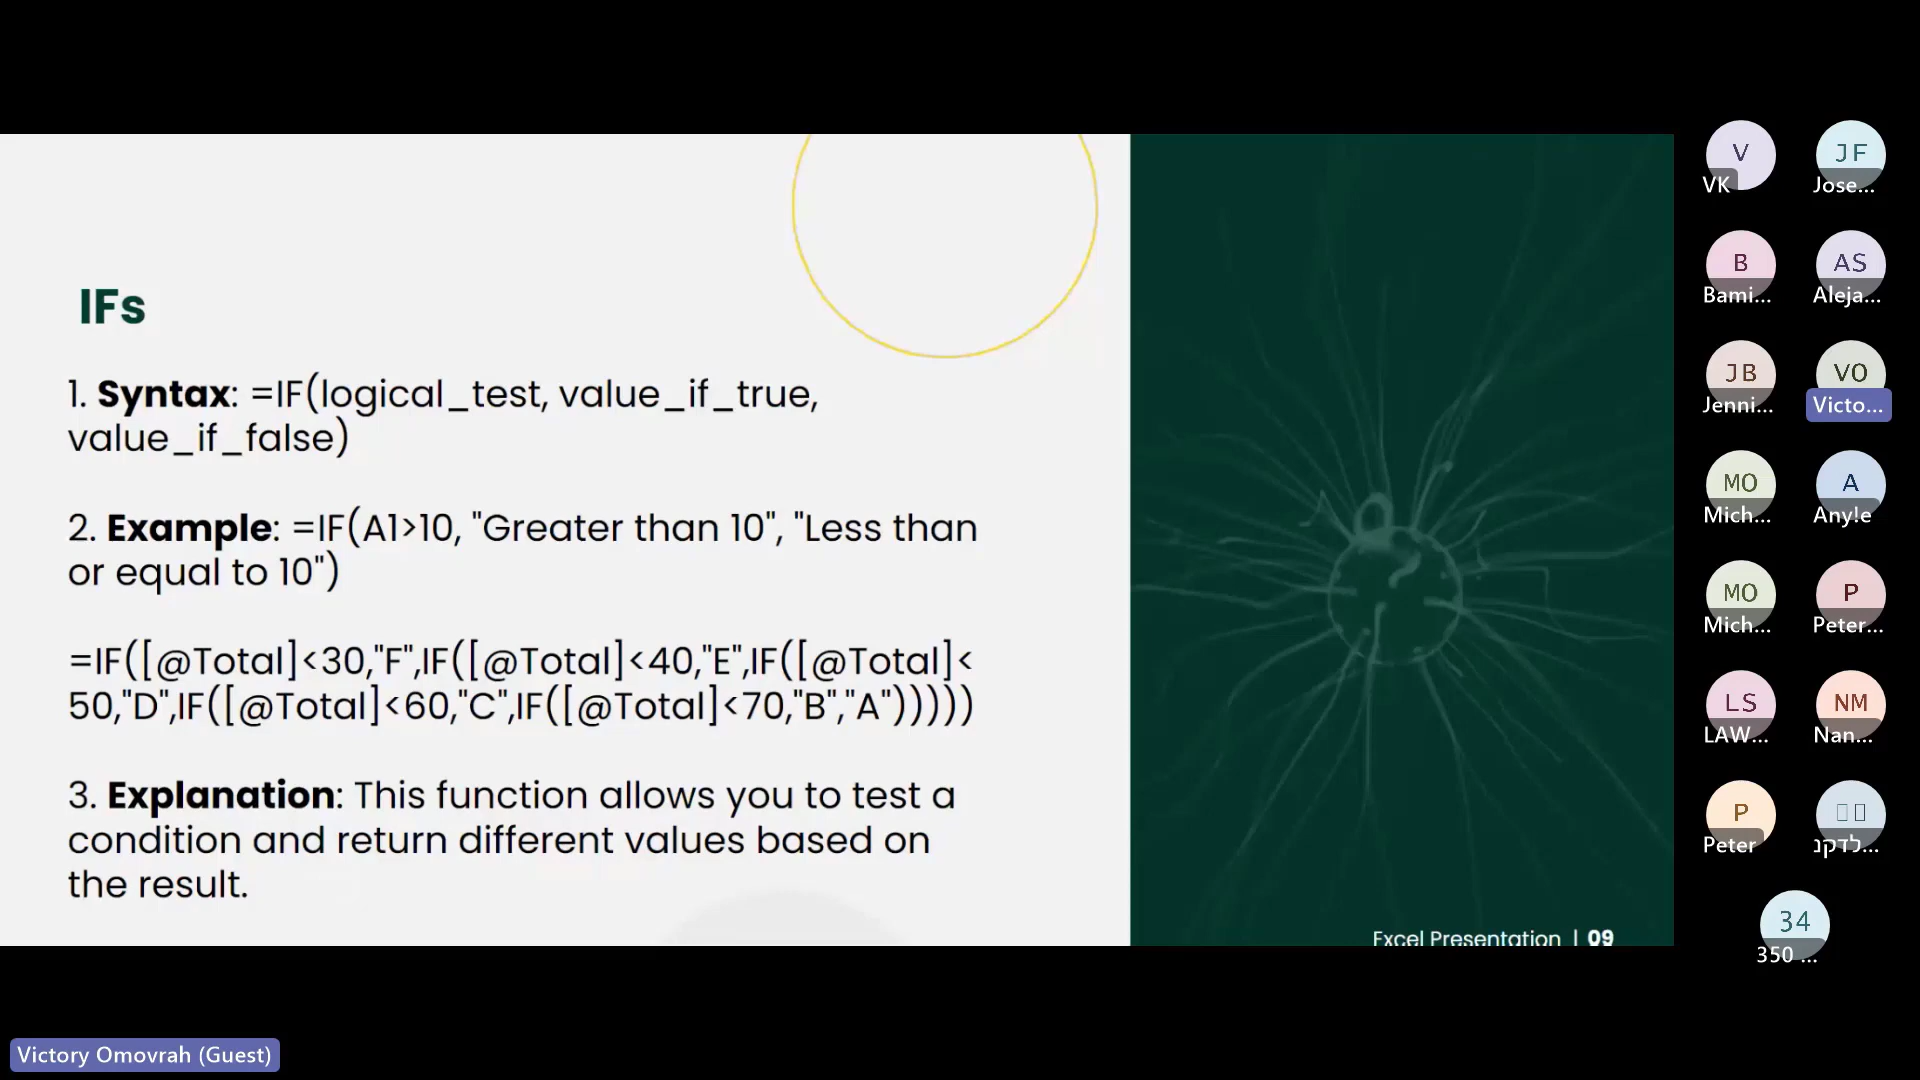 IFs
1. Syntax: =IF(logical_test, value_if_true,
value_if_false)
2. Example: =IF(A1>10, "Greater than 10", "Less than
or equal to 10")
=IF([@Total]<30,"F",IF([@Total]<40,"E",IF([@Total]<
50,"D",IF([@Total]<60,"C",IF([@Total]<70,"B","A")))))
3. Explanation: This function allows you to test a
condition and return different values based on
the result.
Excel Presentation | 09
V
VK
JF
Jose...
B
Bami...
AS
Aleja...
JB
Jenni...
VO
Victo...
MO
Mich...
A
Any!e
MO
Mich...
P
Peter...
LS
LAW...
NM
Nan...
P
Peter
לדקנ...
34
350 ...
Victory Omovrah (Guest)